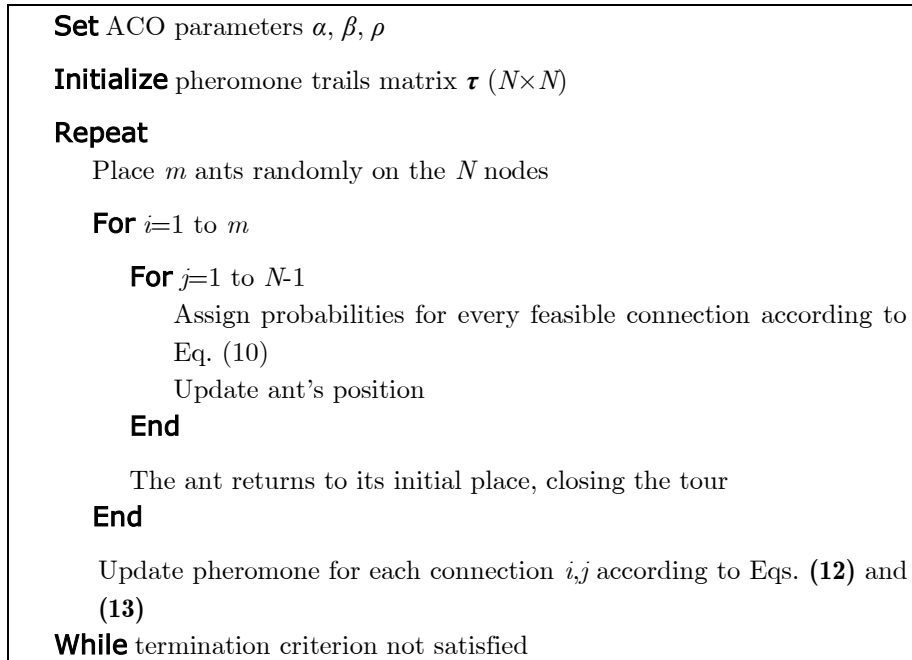 Set ACO parameters α, β, ρ
Initialize pheromone trails matrix τ (N×N)
Repeat
Place m ants randomly on the N nodes
For i=1 to m
For j=1 to N-1
Assign probabilities for every feasible connection according to
Eq. (10)
Update ant's position
End
The ant returns to its initial place, closing the tour
End
Update pheromone for each connection i,j according to Eqs. (12) and
(13)
While termination criterion not satisfied